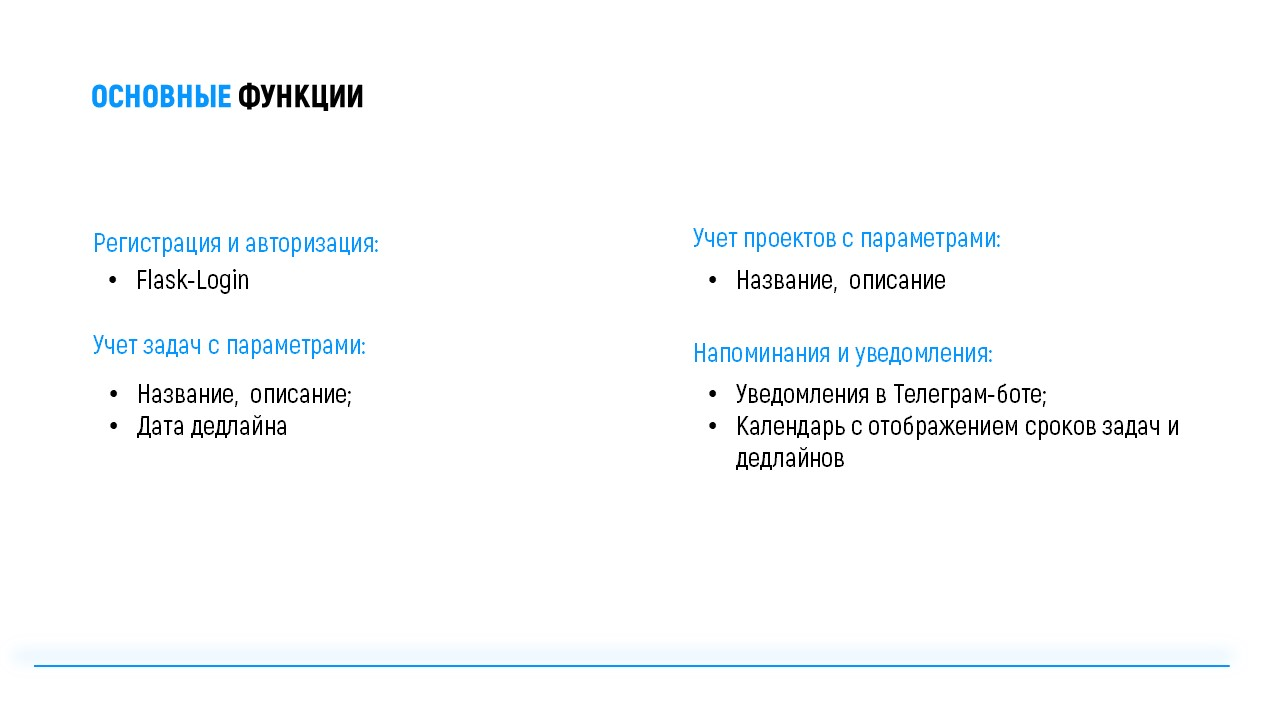 ОСНОВНЫЕ ФУНКЦИИ
Регистрация и авторизация:
• Flask-Login
Учет задач с параметрами:
• Название, описание;
• Дата дедлайна
Учет проектов с параметрами:
• Название, описание
Напоминания и уведомления:
• Уведомления в Телеграм-боте;
• Календарь с отображением сроков задач и
дедлайнов